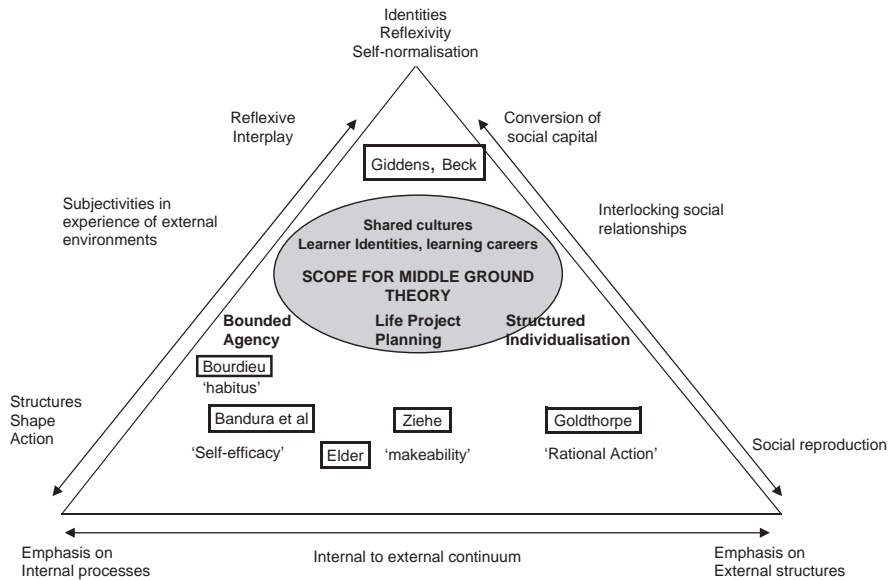 Identities
Reflexivity
Self-normalisation
Reflexive
Interplay
Conversion of
social capital
Giddens, Beck
Subjectivities in
experience of external
environments
Interlocking social
relationships
Shared cultures
Learner Identities, learning careers
SCOPE FOR MIDDLE GROUND
THEORY
Bounded
Agency
Life Project
Planning
Structured
Individualisation
Bourdieu
‘habitus’
Structures
Shape
Action
Bandura et al
‘Self-efficacy’
Elder
Ziehe
‘makeability’
Goldthorpe
‘Rational Action’
Social reproduction
Emphasis on
Internal processes
Internal to external continuum
Emphasis on
External structures